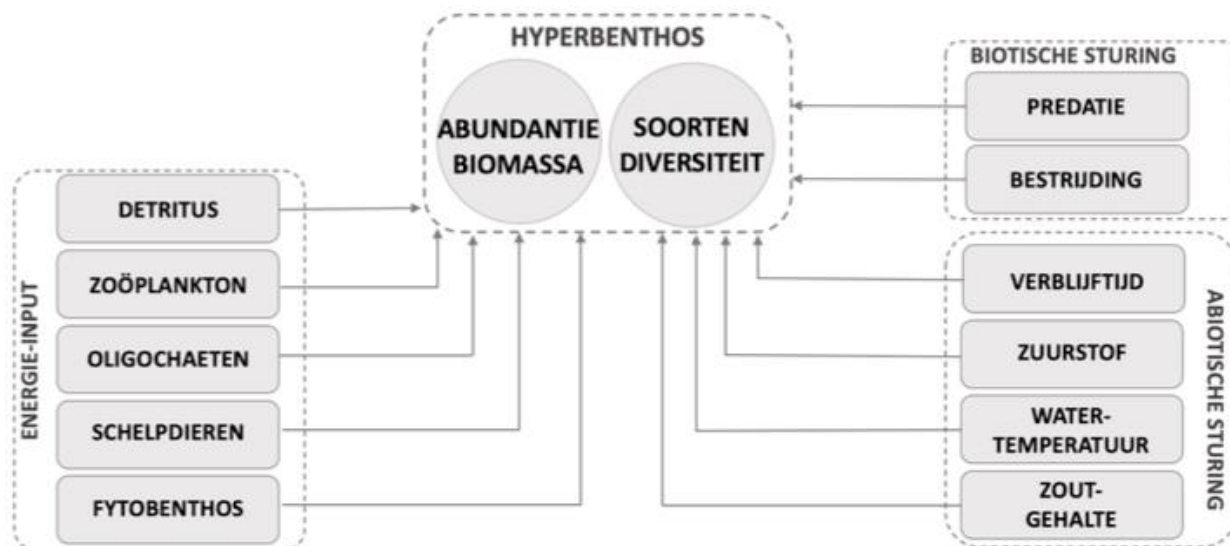 HYPERBENTHOS
ABUNDANTIE
BIOMASSA
SOORTEN
DIVERSITEIT
BIOTISCHE STURING
PREDATIE
BESTRIJDING
ENERGIE-INPUT
DETRITUS
ZOÖPLANKTON
OLIGOCHAETEN
SCHELPDIEREN
FYTOBENTHOS
VERBLIJFTIJD
ZUURSTOF
WATER-
TEMPERATUUR
ZOUT-
GEHALTE
ABIOTISCHE STURING